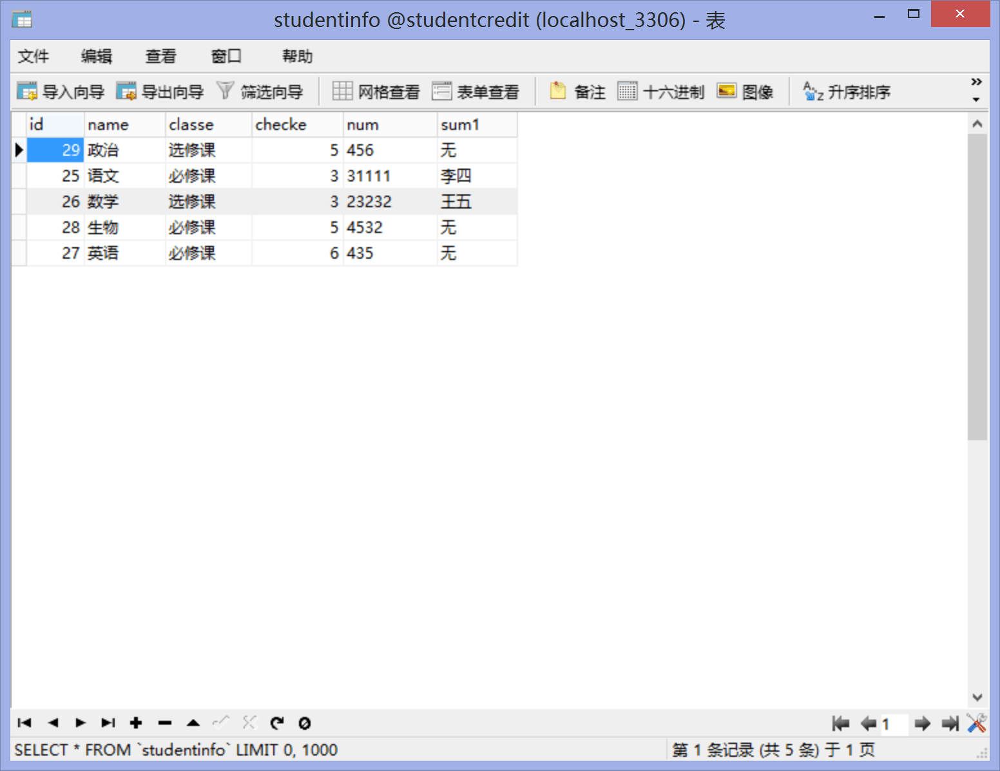 studentinfo @studentcredit (localhost_3306) - 表
文件 编辑 查看 窗口 帮助
导入向导 导出向导 筛选向导 网格查看 表单查看 备注 十六进制 图像 升序排序
id name classe checke num sum1
29 政治 选修课 5 456 无
25 语文 必修课 3 31111 李四
26 数学 选修课 3 23232 王五
28 生物 必修课 5 4532 无
27 英语 必修课 6 435 无
1
SELECT * FROM `studentinfo` LIMIT 0, 1000 第 1 条记录 (共 5 条) 于 1 页